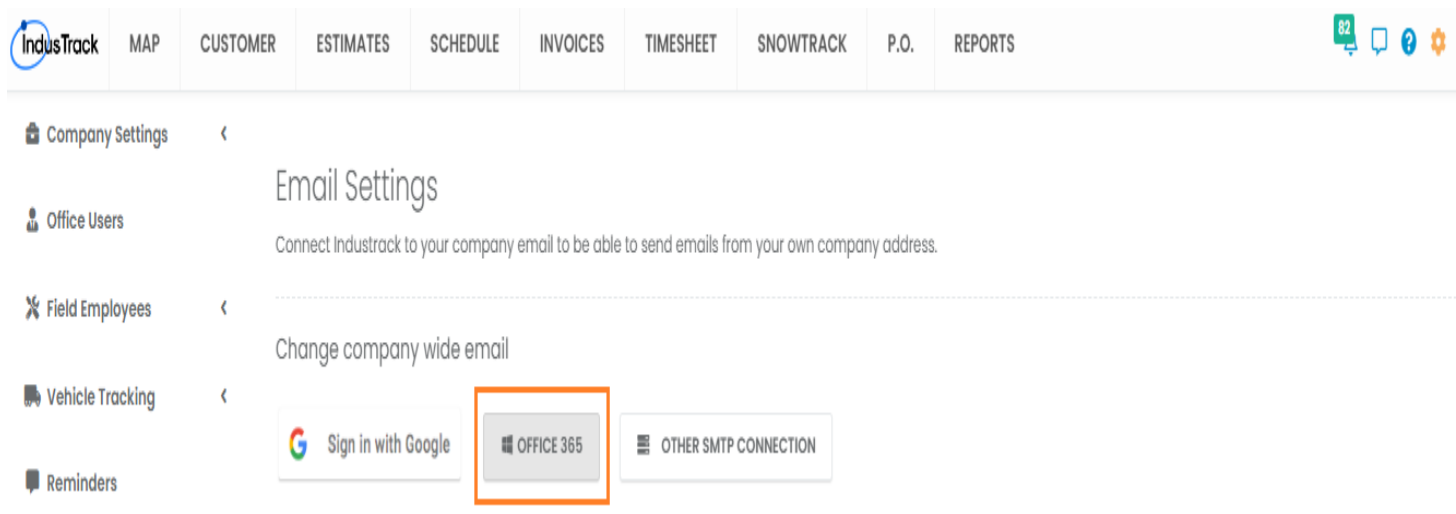 IndusTrack MAP CUSTOMER ESTIMATES SCHEDULE INVOICES TIMESHEET SNOWTRACK P.O. REPORTS 82
Company Settings
Office Users
Field Employees
Vehicle Tracking
Reminders
Email Settings
Connect Industrack to your company email to be able to send emails from your own company address.
Change company wide email
Sign in with Google OFFICE 365 OTHER SMTP CONNECTION